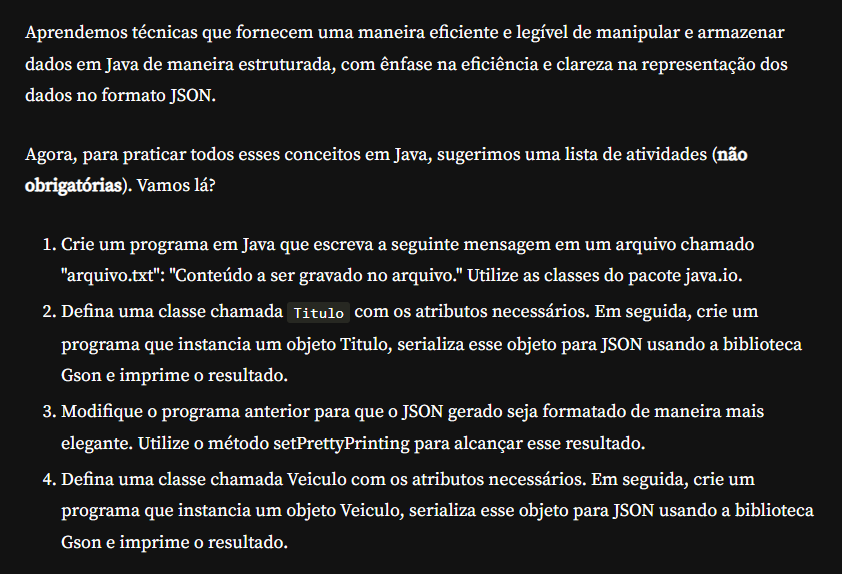 Aprendemos técnicas que fornecem uma maneira eficiente e legível de manipular e armazenar
dados em Java de maneira estruturada, com ênfase na eficiência e clareza na representação dos
dados no formato JSON.
Agora, para praticar todos esses conceitos em Java, sugerimos uma lista de atividades (não
obrigatórias). Vamos lá?
1. Crie um programa em Java que escreva a seguinte mensagem em um arquivo chamado
"arquivo.txt": "Conteúdo a ser gravado no arquivo." Utilize as classes do pacote java.io.
2. Defina uma classe chamada Titulo com os atributos necessários. Em seguida, crie um
programa que instancia um objeto Titulo, serializa esse objeto para JSON usando a biblioteca
Gson e imprime o resultado.
3. Modifique o programa anterior para que o JSON gerado seja formatado de maneira mais
elegante. Utilize o método setPrettyPrinting para alcançar esse resultado.
4. Defina uma classe chamada Veiculo com os atributos necessários. Em seguida, crie um
programa que instancia um objeto Veiculo, serializa esse objeto para JSON usando a biblioteca
Gson e imprime o resultado.